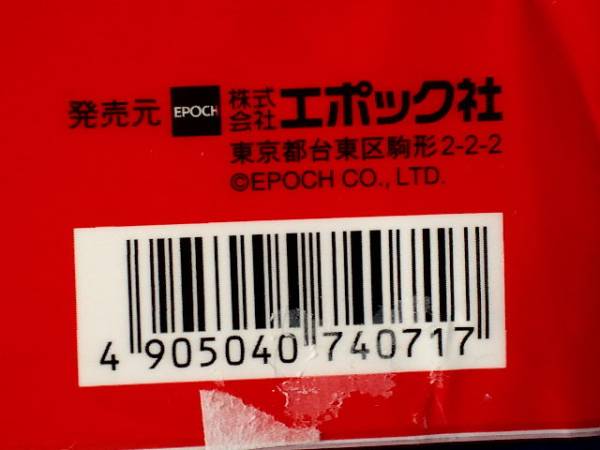 発売元 EPOCH 株式会社エポック社
東京都台東区駒形2-2-2
©EPOCH CO., LTD.
4 905040 740717